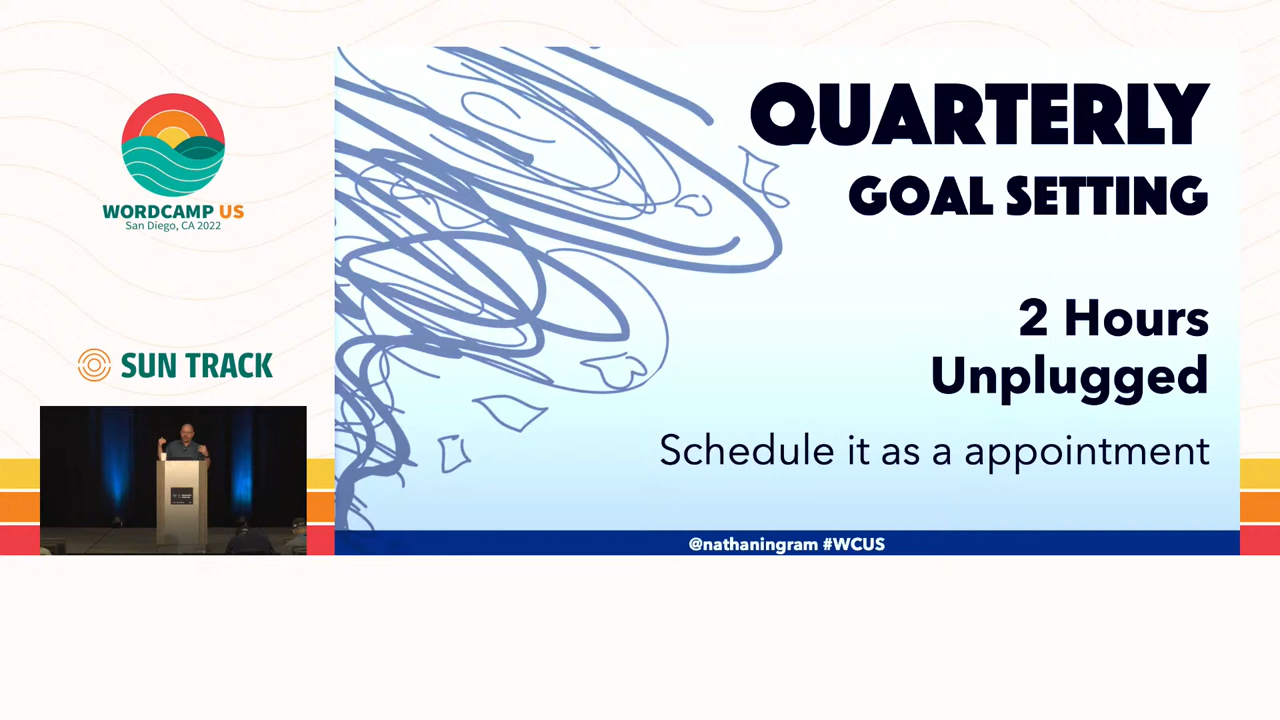 WORDCAMP US
San Diego, CA 2022
SUN TRACK
QUARTERLY
GOAL SETTING
2 Hours
Unplugged
Schedule it as a appointment
@nathaningram #WCUS